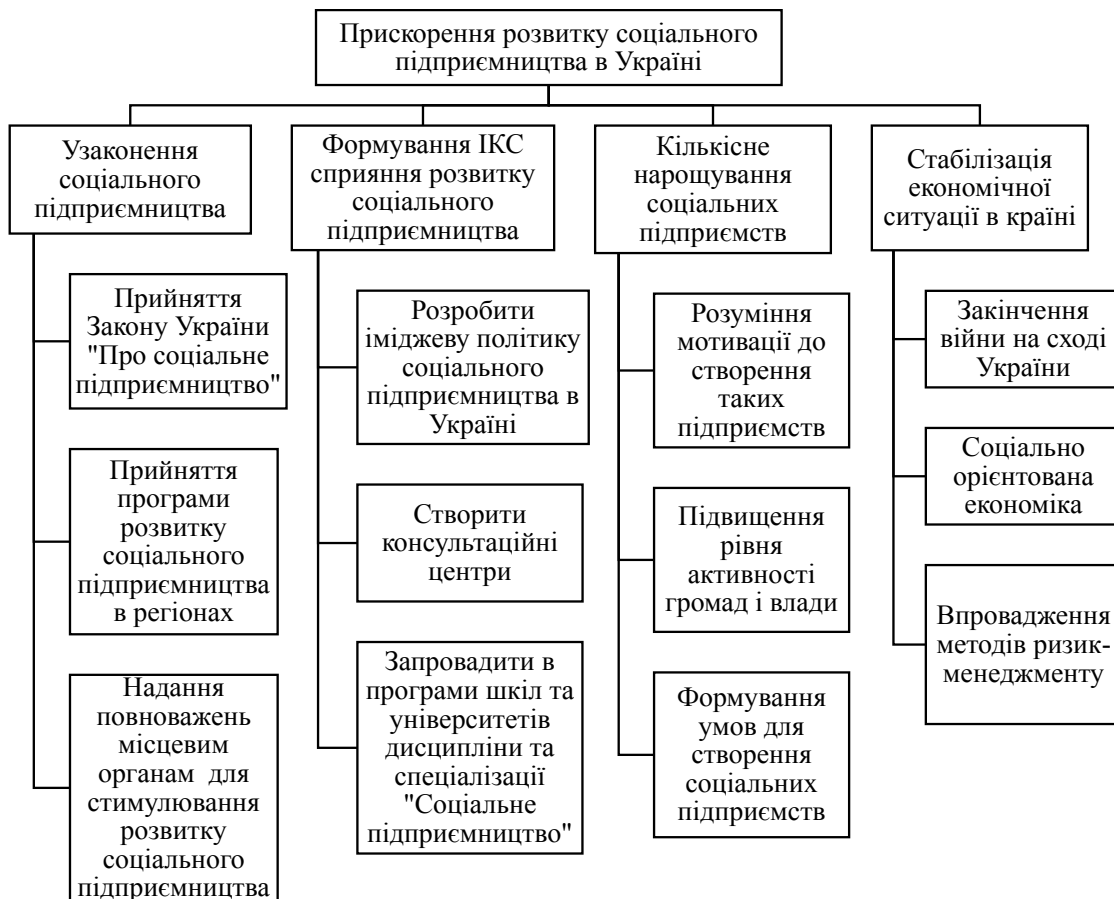 Прискорення розвитку соціального
підприємництва в Україні
Узаконення
соціального
підприємництва
Прийняття
Закону України
"Про соціальне
підприємництво"
Прийняття
програми
розвитку
соціального
підприємництва
в регіонах
Надання
повноважень
місцевим
органам для
стимулювання
розвитку
соціального
підприємництва
Формування ІКС
сприяння розвитку
соціального
підприємництва
Розробити
іміджеву політику
соціального
підприємництва в
Україні
Створити
консультаційні
центри
Запровадити в
програми шкіл та
університетів
дисципліни та
спеціалізації
"Соціальне
підприємництво"
Кількісне
нарощування
соціальних
підприємств
Розуміння
мотивації до
створення
таких
підприємств
Підвищення
рівня
активності
громад і влади
Формування
умов для
створення
соціальних
підприємств
Стабілізація
економічної
ситуації в країні
Закінчення
війни на сході
України
Соціально
орієнтована
економіка
Впровадження
методів ризик-
менеджменту